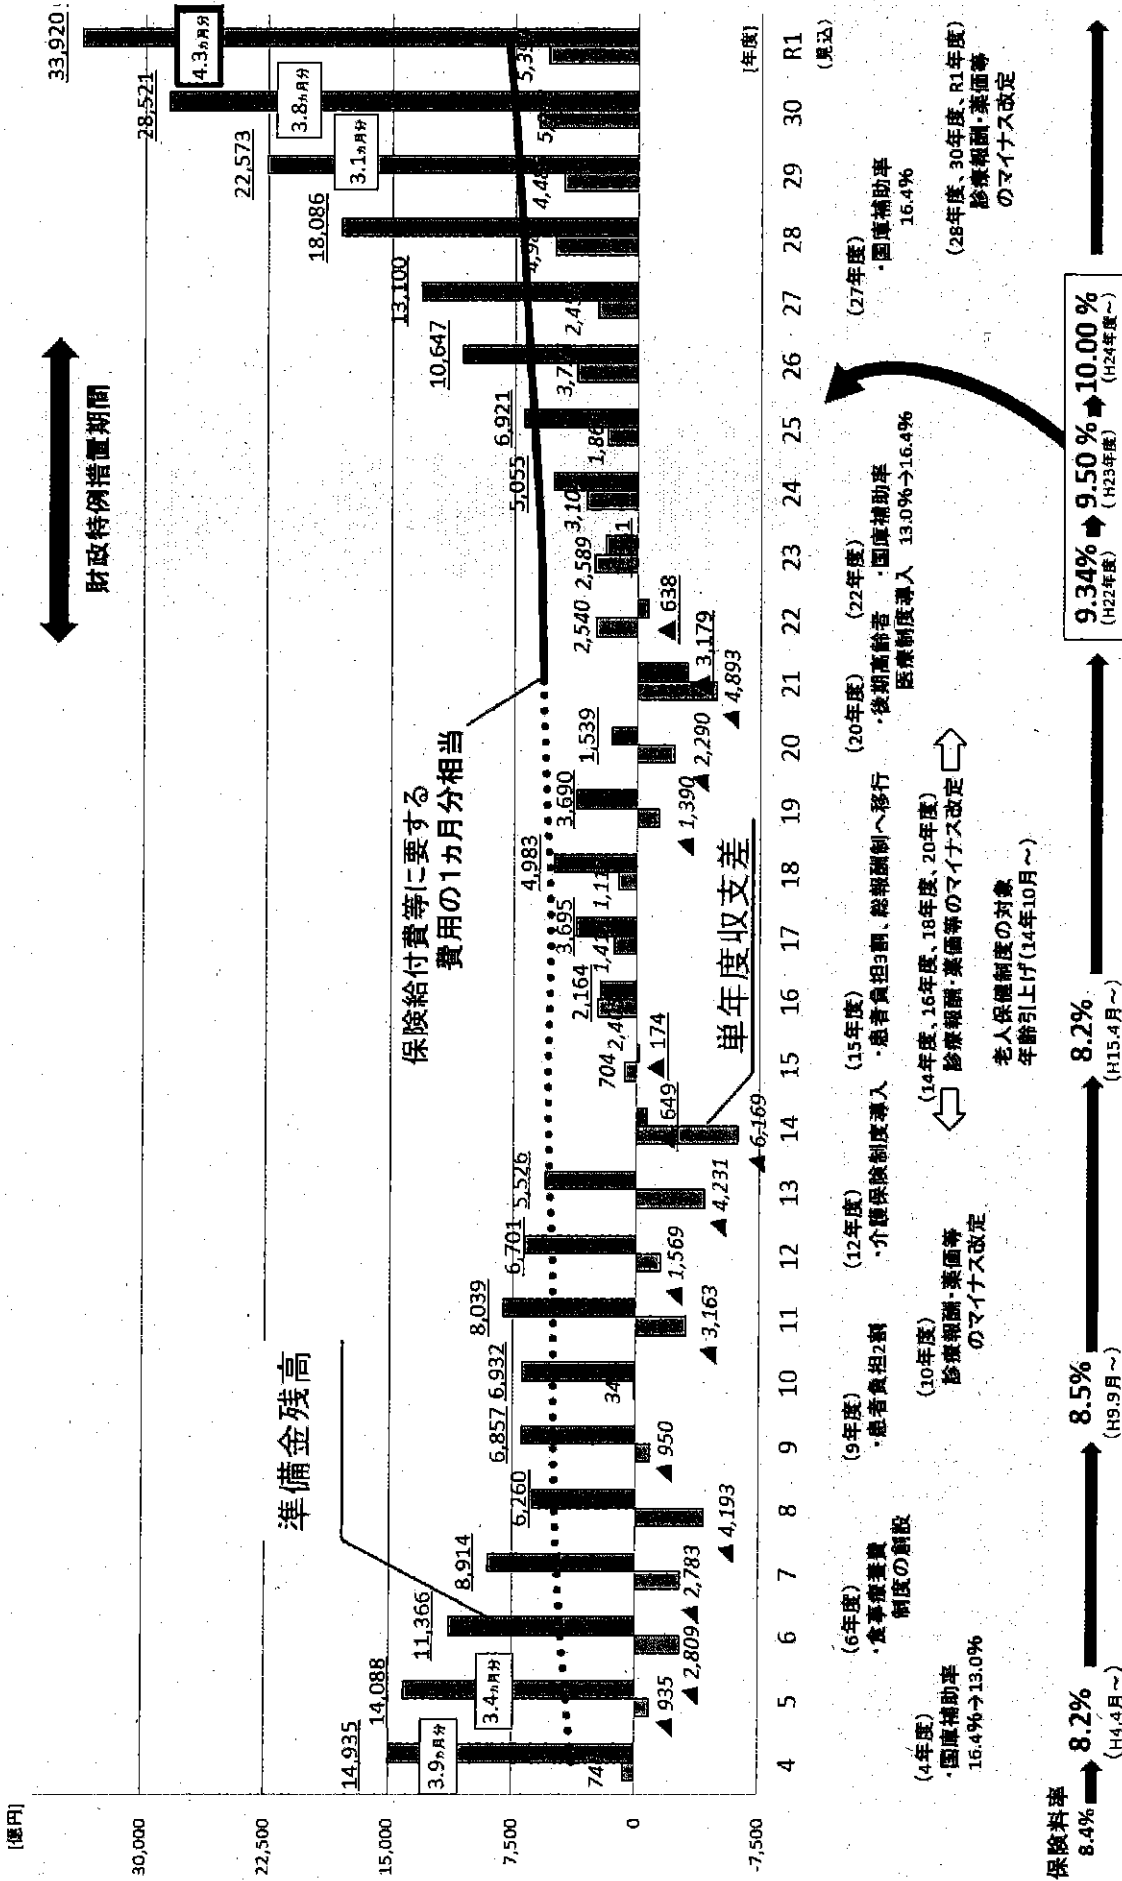 [億円]
30,000
22,500
15,000
7,500
0
-7,500
財政特例措置期間
準備金残高
保険給付費等に要する
費用の1カ月分相当
単年度収支差
14,935
14,088
11,366
8,914
6,260
6,857
6,932
8,039
6,701
5,526
649
▲ 174
2,164
3,695
4,983
3,690
1,539
▲ 3,179
▲ 638
5,055
6,921
10,647
13,100
18,086
22,573
28,521
33,920
3.9ヵ月分
3.4ヵ月分
3.1ヵ月分
3.8ヵ月分
4.3ヵ月分
▲ 935
▲ 2,809
▲ 2,783
▲ 4,193
▲ 950
▲ 3,163
▲ 1,569
▲ 4,231
▲ 6,169
704
▲ 1,390
▲ 2,290
▲ 4,893
2,540
2,589
4 5 6 7 8 9 10 11 12 13 14 15 16 17 18 19 20 21 22 23 24 25 26 27 28 29 30 R1
(見込)
[年度]
(4年度)
・国庫補助率
16.4%→13.0%
(6年度)
・食事療養費
制度の創設
(9年度)
・患者負担2割
(10年度)
診療報酬・薬価等
のマイナス改定
(12年度)
・介護保険制度導入
(15年度)
・患者負担3割、総報酬制へ移行
(14年度、16年度、18年度、20年度)
診療報酬・薬価等のマイナス改定
老人保健制度の対象
年齢引上げ(14年10月～)
(20年度)
・後期高齢者
医療制度導入
(22年度)
・国庫補助率
13.0%→16.4%
(27年度)
・国庫補助率
16.4%
(28年度、30年度、R1年度)
診療報酬・薬価等
のマイナス改定
保険料率
8.4%
8.2%
(H4.4月～)
8.5%
(H9.9月～)
8.2%
(H15.4月～)
9.34%
(H22年度)
9.50 %
(H23年度)
10.00 %
(H24年度～)